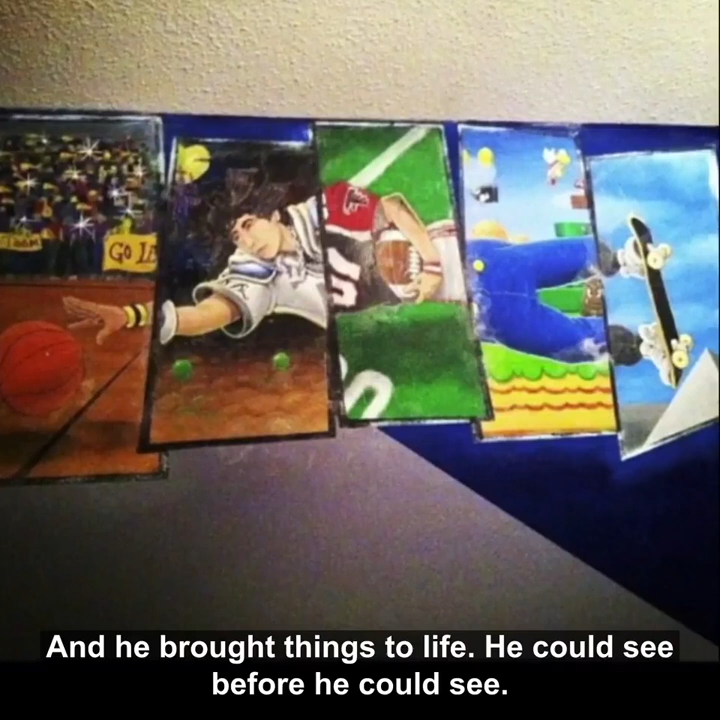 GO LA
And he brought things to life. He could see
before he could see.